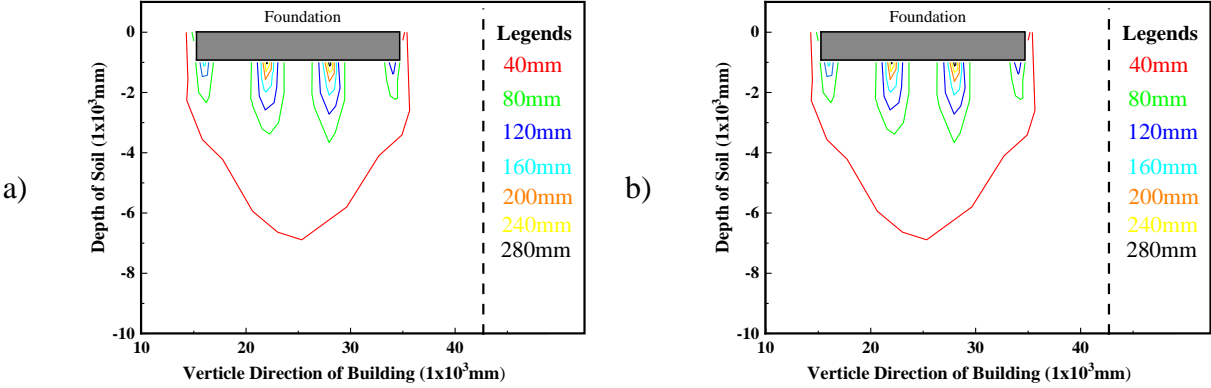 a)
Foundation
Legends
40mm
80mm
120mm
160mm
200mm
240mm
280mm
Depth of Soil (1x10³mm)
0
-2
-4
-6
-8
-10
10
20
30
40
Verticle Direction of Building (1x10³mm)
b)
Foundation
Legends
40mm
80mm
120mm
160mm
200mm
240mm
280mm
Depth of Soil (1x10³mm)
0
-2
-4
-6
-8
-10
10
20
30
40
Verticle Direction of Building (1x10³mm)